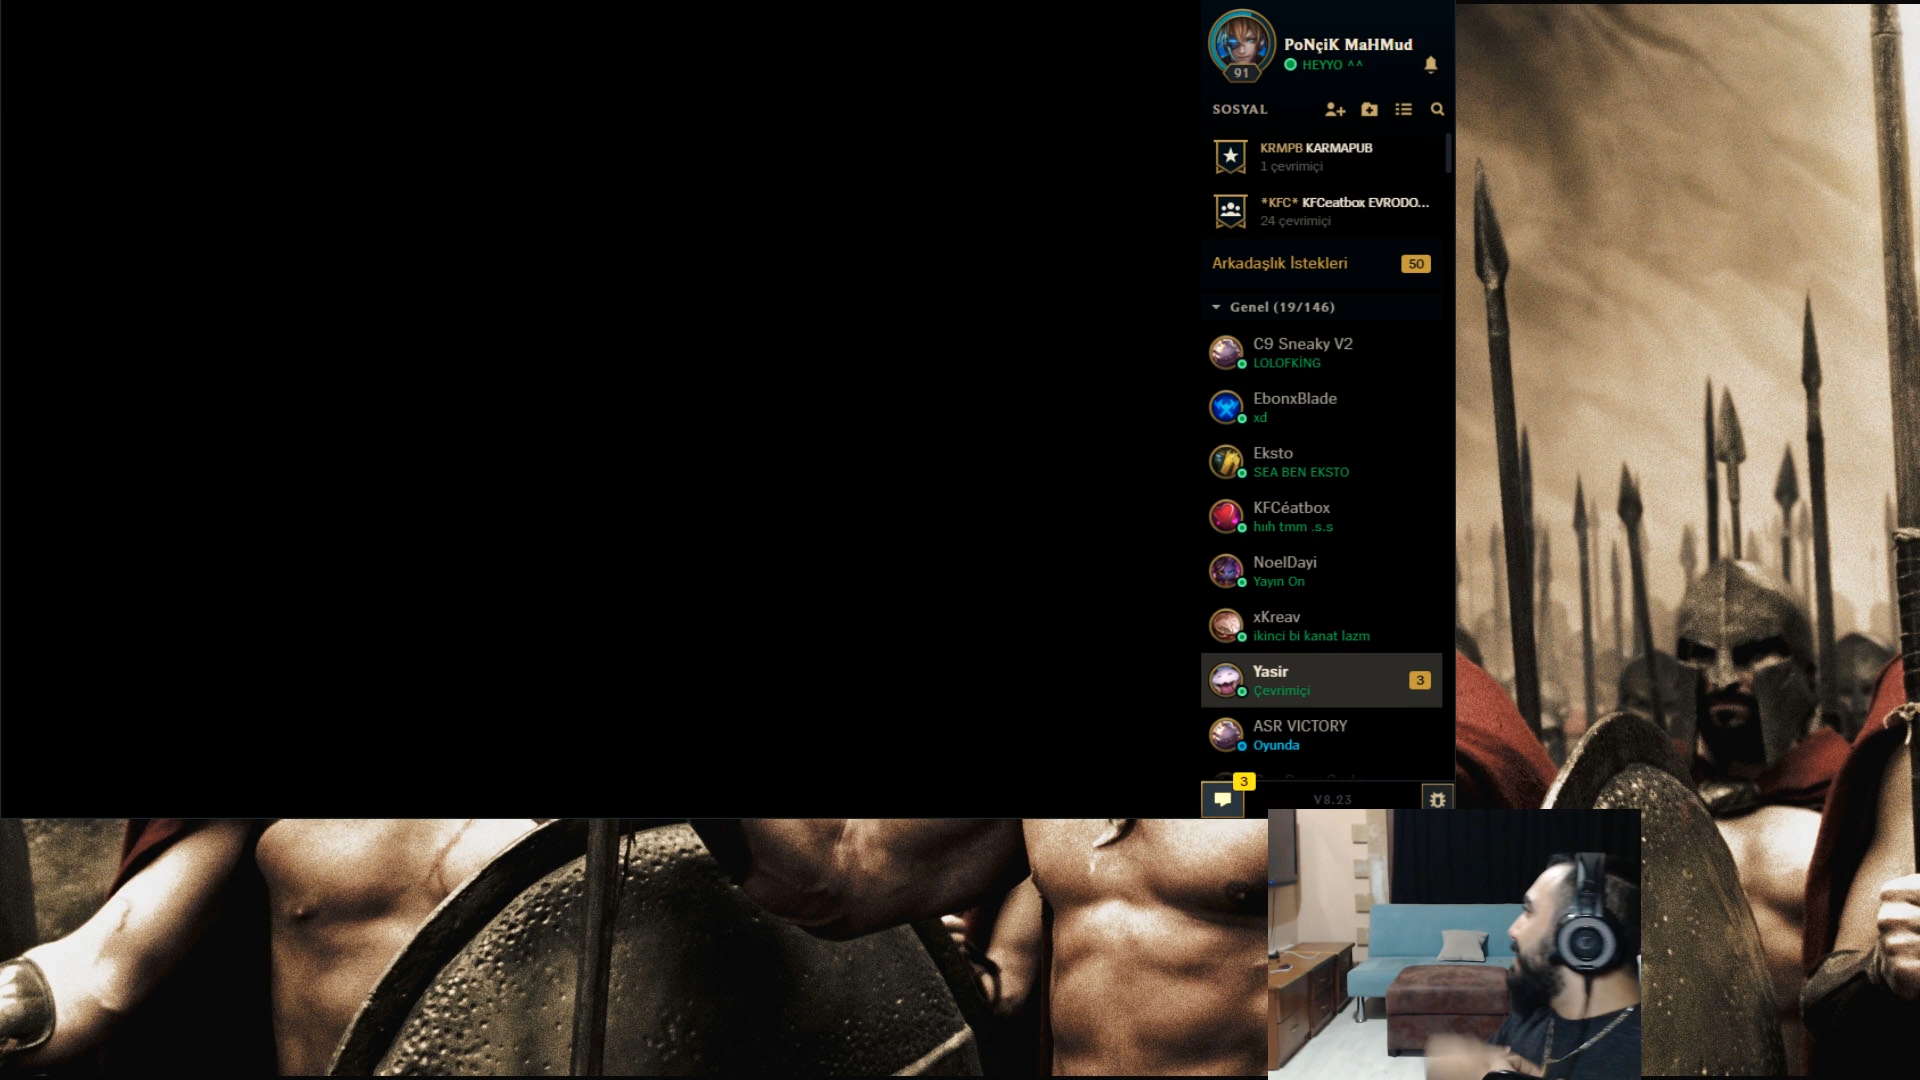 PoNçiK MaHMud
HEYYO ^^
91
SOSYAL
KRMPB KARMAPUB
1 çevrimiçi
*KFC* KFCeatbox EVRODO...
24 çevrimiçi
Arkadaşlık İstekleri 50
Genel (19/146)
C9 Sneaky V2
LOLOFKİNG
EbonxBlade
xd
Eksto
SEA BEN EKSTO
KFCéatbox
hıih tmm .s.s
NoelDayi
Yayın On
xKreav
ikinci bi kanat lazm
Yasir
Çevrimiçi
3
ASR VICTORY
Oyunda
3
V8.23